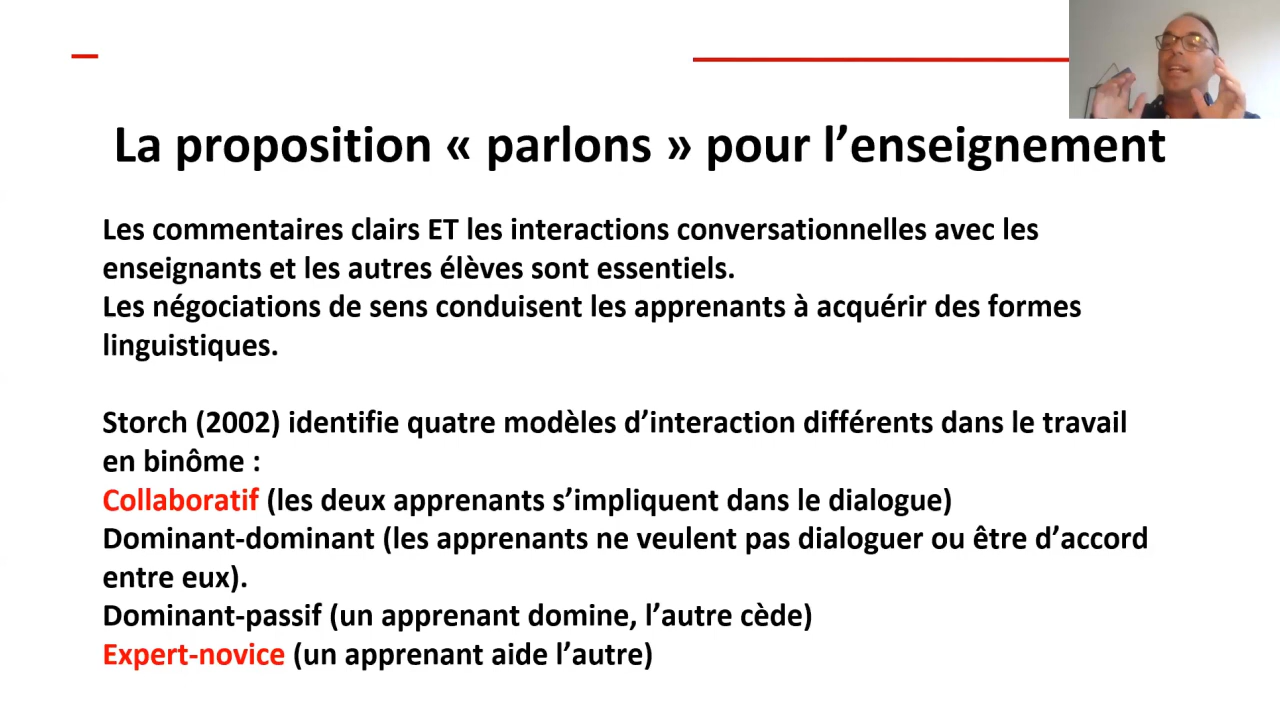 La proposition « parlons » pour l’enseignement
Les commentaires clairs ET les interactions conversationnelles avec les
enseignants et les autres élèves sont essentiels.
Les négociations de sens conduisent les apprenants à acquérir des formes
linguistiques.
Storch (2002) identifie quatre modèles d’interaction différents dans le travail
en binôme :
Collaboratif (les deux apprenants s’impliquent dans le dialogue)
Dominant-dominant (les apprenants ne veulent pas dialoguer ou être d’accord
entre eux).
Dominant-passif (un apprenant domine, l’autre cède)
Expert-novice (un apprenant aide l’autre)